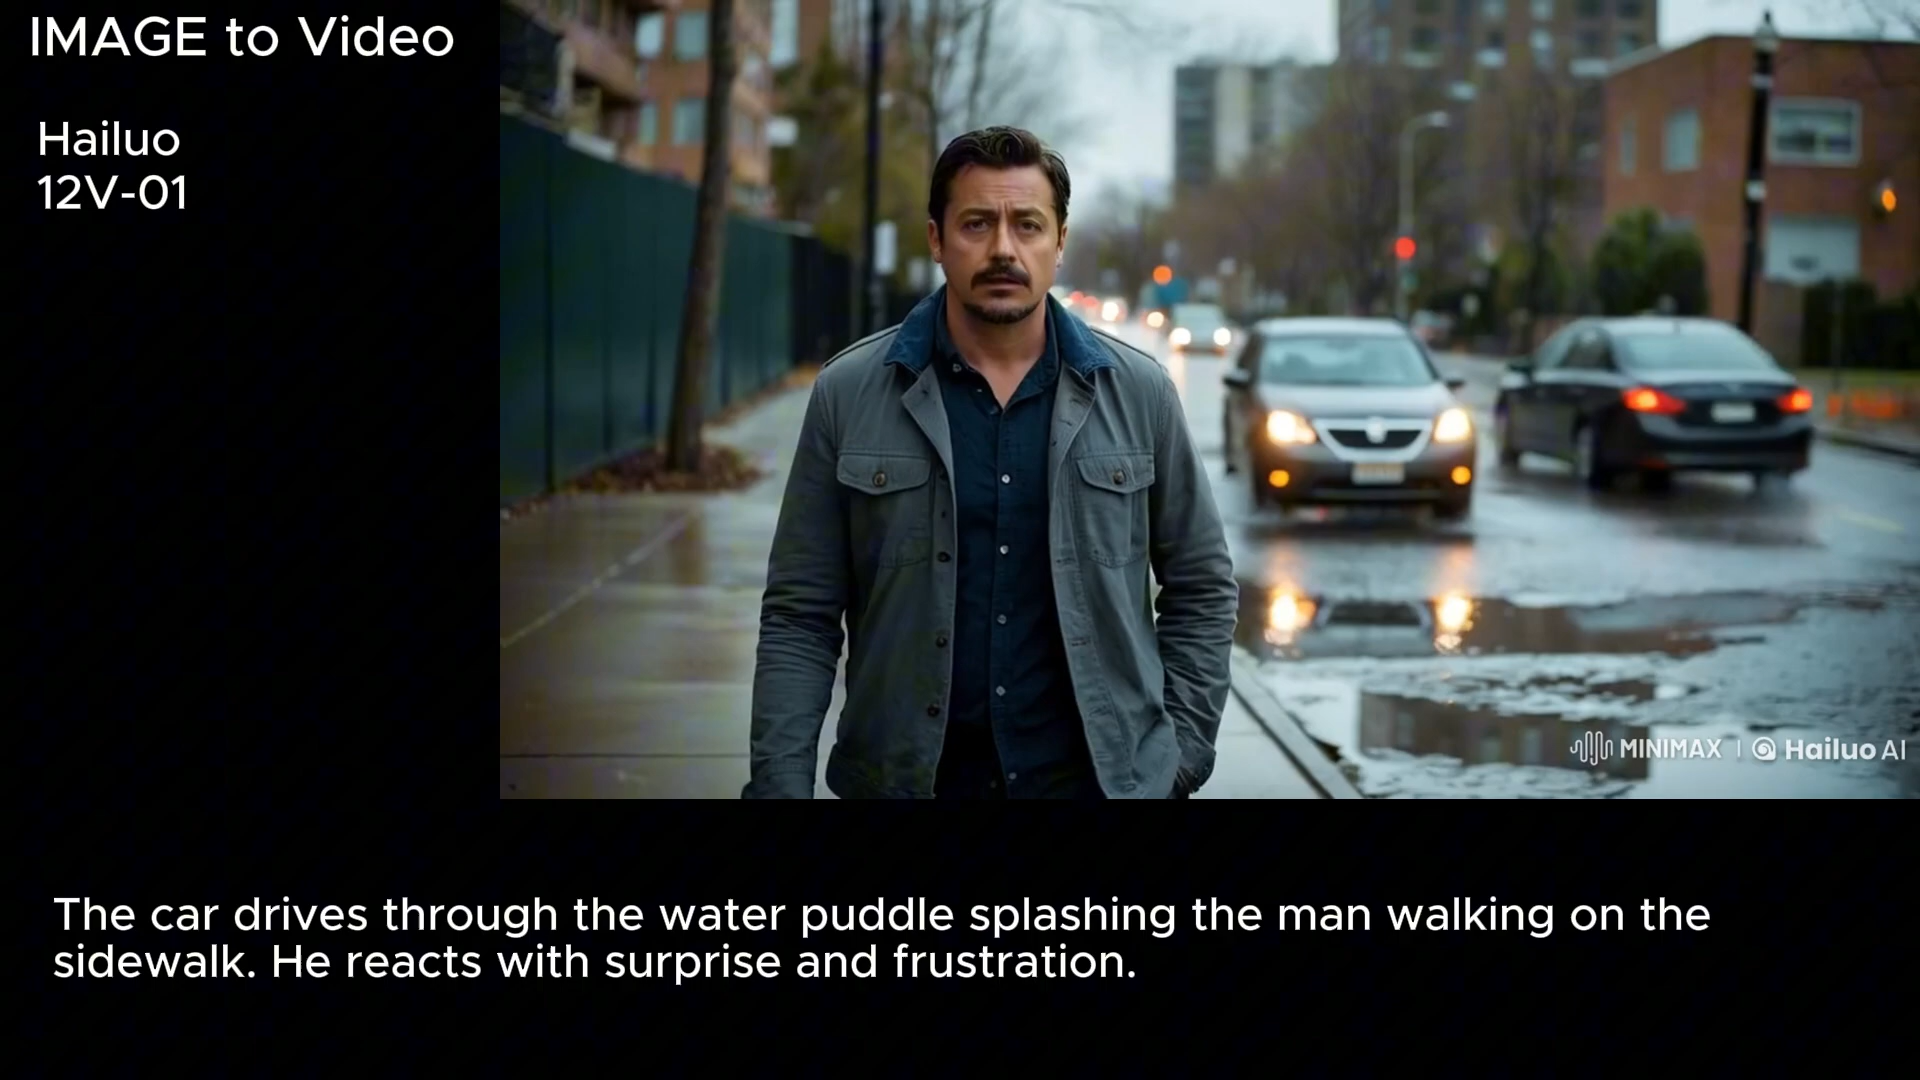 IMAGE to Video
Hailuo
12V-01
MINIMAX | Hailuo AI
The car drives through the water puddle splashing the man walking on the
sidewalk. He reacts with surprise and frustration.